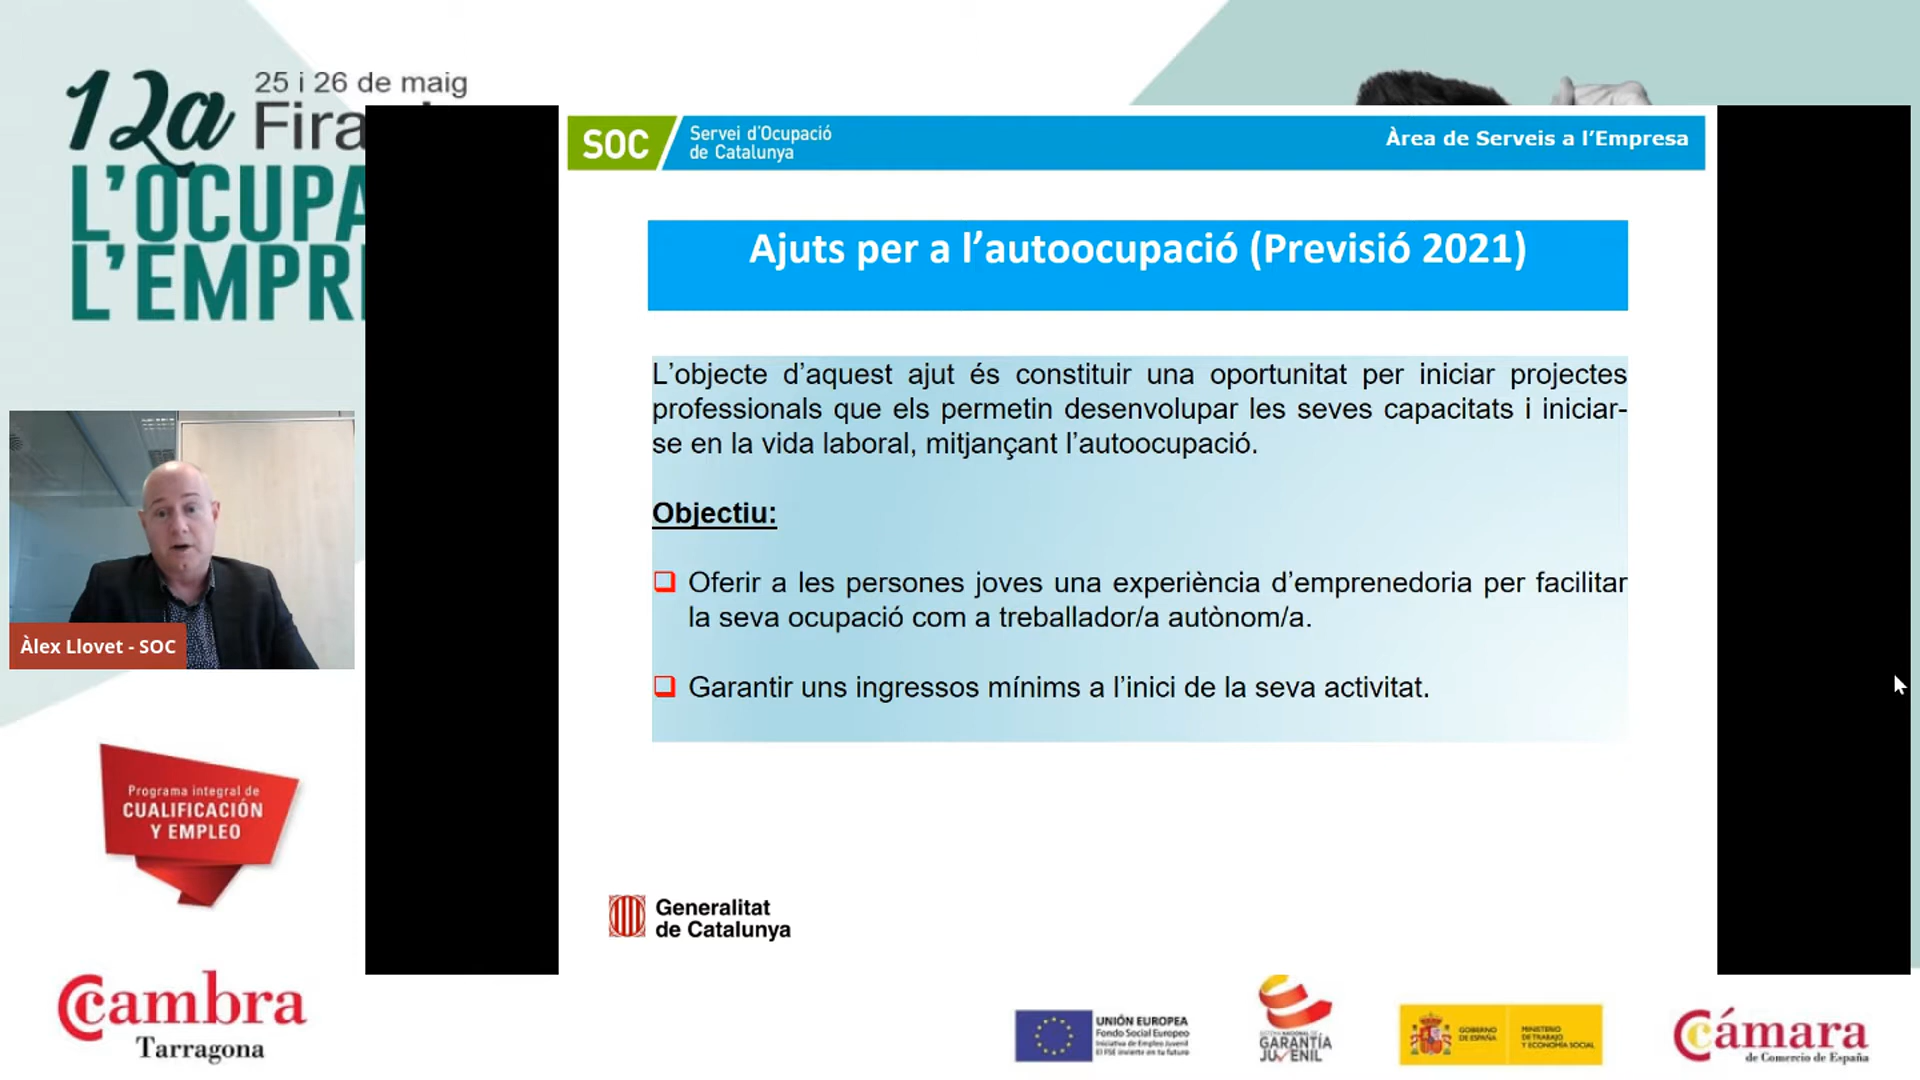 12a
25 i 26 de maig
Fira
L'OCUPA
L'EMPR
SOC
Servei d'Ocupació
de Catalunya
Àrea de Serveis a l'Empresa
Ajuts per a l'autoocupació (Previsió 2021)
L'objecte d'aquest ajut és constituir una oportunitat per iniciar projectes
professionals que els permetin desenvolupar les seves capacitats i iniciar-
se en la vida laboral, mitjançant l'autoocupació.
Objectiu:
Oferir a les persones joves una experiència d'emprenedoria per facilitar
la seva ocupació com a treballador/a autònom/a.
Garantir uns ingressos mínims a l'inici de la seva activitat.
Àlex Llovet - SOC
Programa integral de
CUALIFICACIÓN
Y EMPLEO
Generalitat
de Catalunya
Cambra
Tarragona
UNIÓN EUROPEA
Fondo Social Europeo
Iniciativa de Empleo Juvenil
El FSE invierte en tu futuro
SISTEMA NACIONAL DE
GARANTÍA
JUVENIL
GOBIERNO
DE ESPAÑA
MINISTERIO
DE TRABAJO
Y ECONOMÍA SOCIAL
Cámara
de Comercio de España